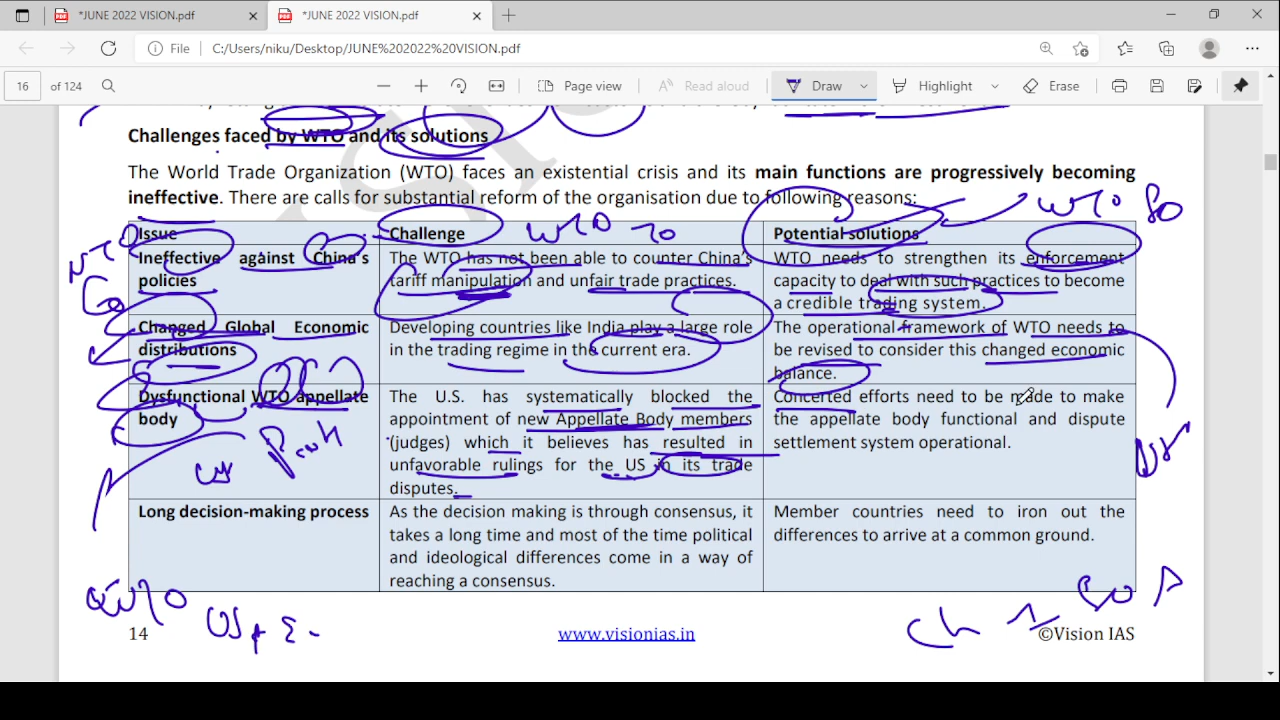 *JUNE 2022 VISION.pdf
*JUNE 2022 VISION.pdf
File C:/Users/niku/Desktop/JUNE%202022%20VISION.pdf
16 of 124 Page view Read aloud Draw Highlight Erase
Challenges faced by WTO and its solutions
The World Trade Organization (WTO) faces an existential crisis and its main functions are progressively becoming
ineffective. There are calls for substantial reform of the organisation due to following reasons:
Issue Challenge Potential solutions
Ineffective against China's
policies
The WTO has not been able to counter China's
tariff manipulation and unfair trade practices.
WTO needs to strengthen its enforcement
capacity to deal with such practices to become
a credible trading system.
Changed Global Economic
distributions
Developing countries like India play a large role
in the trading regime in the current era.
The operational framework of WTO needs to
be revised to consider this changed economic
balance.
Dysfunctional WTO appellate
body
The U.S. has systematically blocked the
appointment of new Appellate Body members
(judges) which it believes has resulted in
unfavorable rulings for the US in its trade
disputes.
Concerted efforts need to be made to make
the appellate body functional and dispute
settlement system operational.
Long decision-making process
As the decision making is through consensus, it
takes a long time and most of the time political
and ideological differences come in a way of
reaching a consensus.
Member countries need to iron out the
differences to arrive at a common ground.
14 www.visionias.in ©Vision IAS